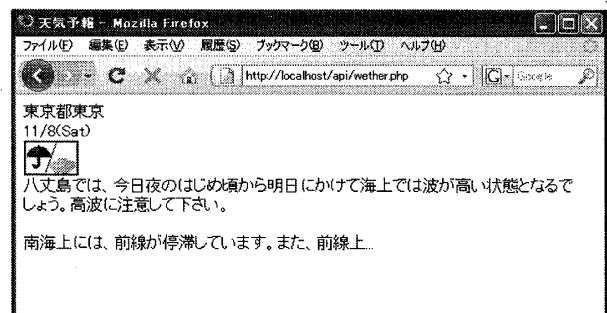 天気予報 - Mozilla Firefox
ファイル(F) 編集(E) 表示(V) 履歴(S) ブックマーク(B) ツール(T) ヘルプ(H)
http://localhost/api/wether.php
G Google
東京都東京
11/8(Sat)
八丈島では、今日夜のはじめ頃から明日にかけて海上では波が高い状態となるで
しょう。高波に注意して下さい。
南海上には、前線が停滞しています。また、前線上...